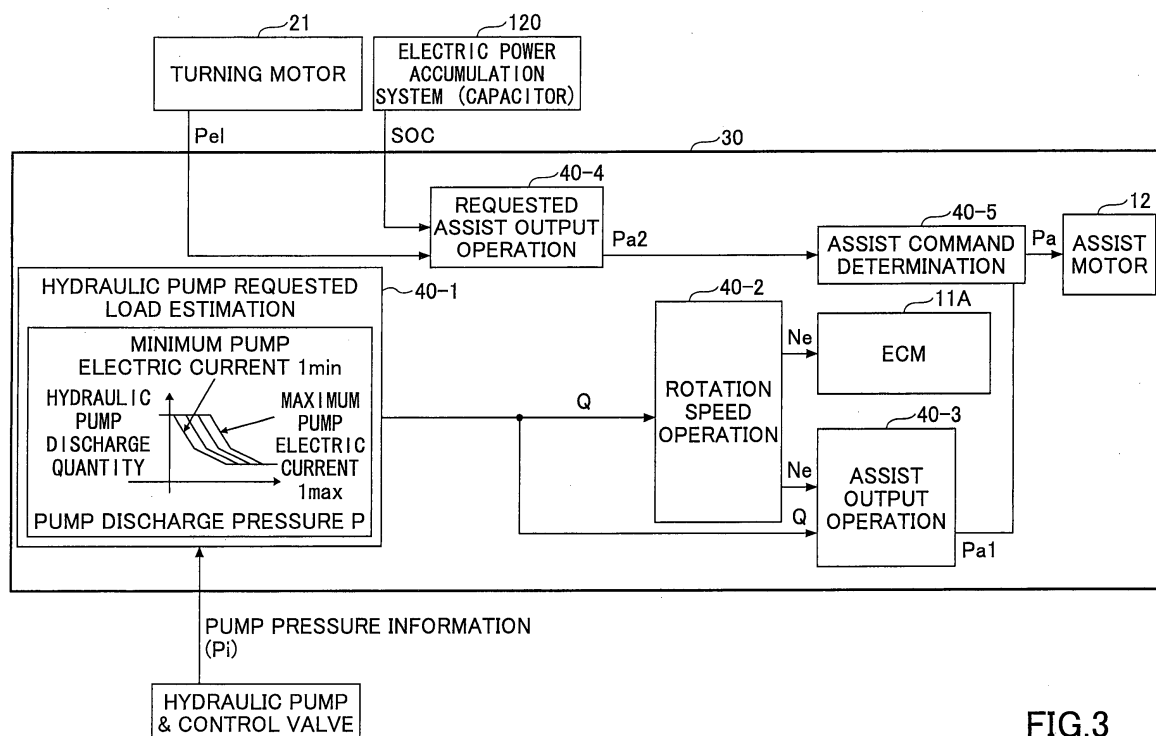 21
TURNING MOTOR
120
ELECTRIC POWER
ACCUMULATION
SYSTEM (CAPACITOR)
Pel
SOC
30
40-4
REQUESTED
ASSIST OUTPUT
OPERATION
Pa2
40-5
ASSIST COMMAND
DETERMINATION
Pa
12
ASSIST
MOTOR
HYDRAULIC PUMP REQUESTED
LOAD ESTIMATION
40-1
MINIMUM PUMP
ELECTRIC CURRENT 1min
HYDRAULIC
PUMP
DISCHARGE
QUANTITY
MAXIMUM
PUMP
ELECTRIC
CURRENT
1max
PUMP DISCHARGE PRESSURE P
Q
40-2
ROTATION
SPEED
OPERATION
Ne
11A
ECM
Ne
Q
40-3
ASSIST
OUTPUT
OPERATION
Pa1
PUMP PRESSURE INFORMATION
(Pi)
HYDRAULIC PUMP
& CONTROL VALVE
FIG.3